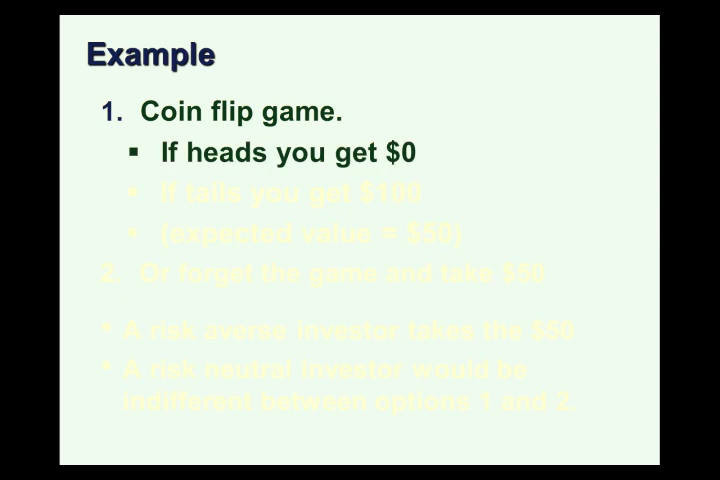 Example
1. Coin flip game.
▪ If heads you get $0
▪ If tails you get $100
▪ (expected value = $50)
2. Or forget the game and take $50
• A risk averse investor takes the $50
• A risk neutral investor would be
indifferent between options 1 and 2.